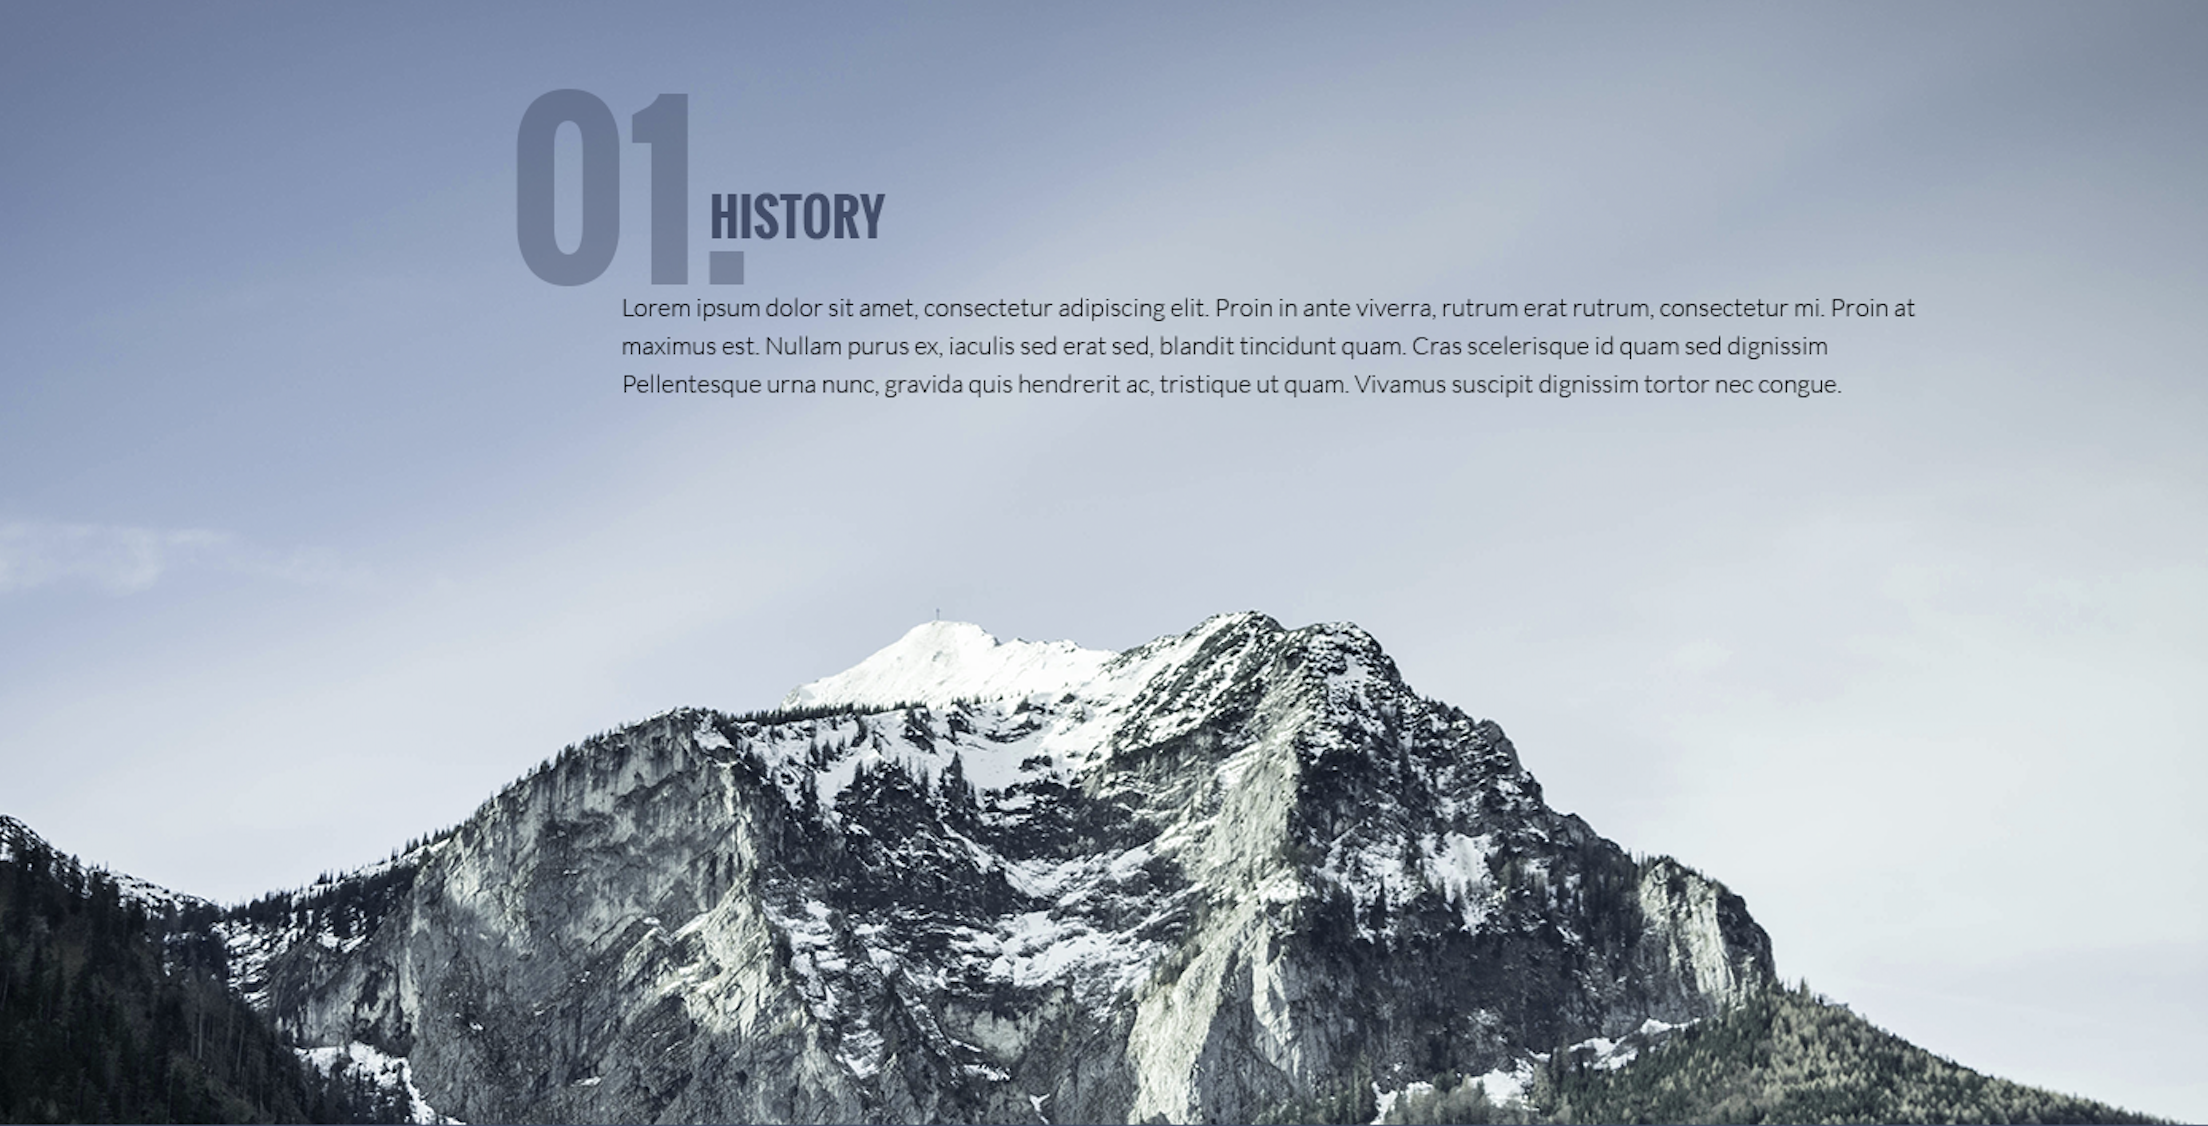 01.
HISTORY
Lorem ipsum dolor sit amet, consectetur adipiscing elit. Proin in ante viverra, rutrum erat rutrum, consectetur mi. Proin at
maximus est. Nullam purus ex, iaculis sed erat sed, blandit tincidunt quam. Cras scelerisque id quam sed dignissim
Pellentesque urna nunc, gravida quis hendrerit ac, tristique ut quam. Vivamus suscipit dignissim tortor nec congue.